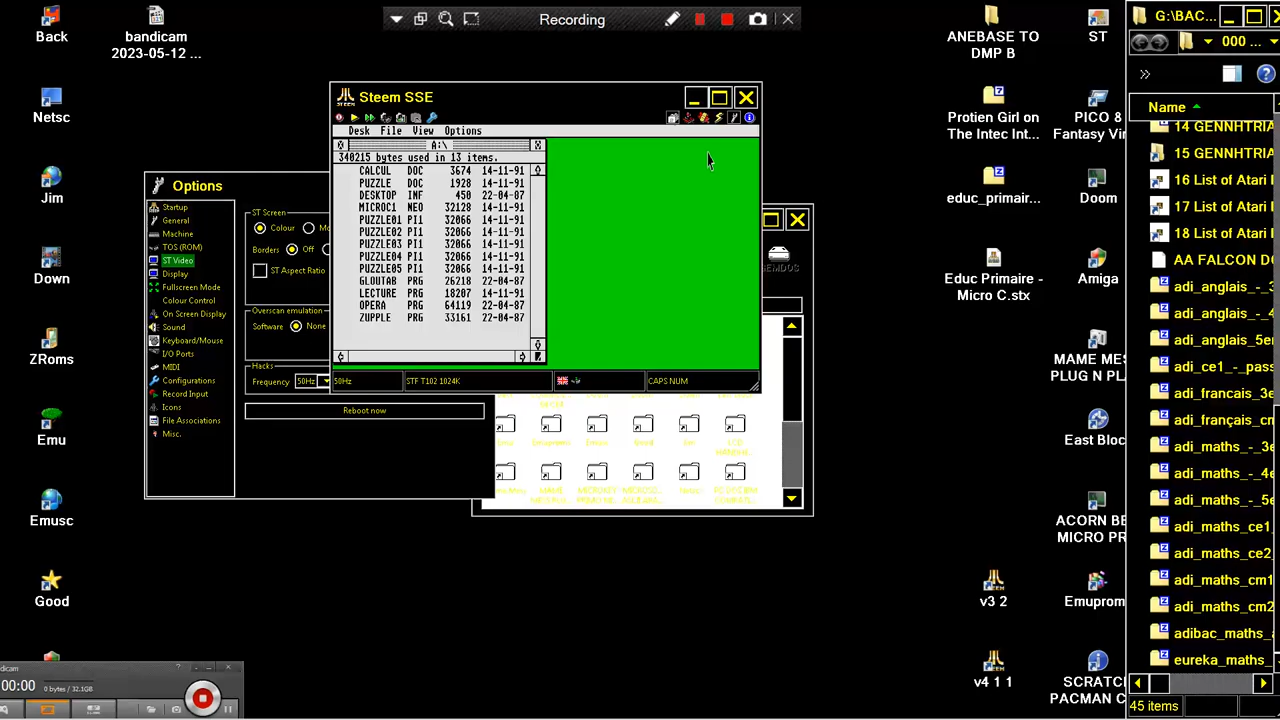 Recording
Back
bandicam
2023-05-12 ...
Netsc
Jim
Down
ZRoms
Emu
Emusc
Good
Options
Startup
General
Machine
TOS (ROM)
ST Video
Display
Fullscreen Mode
Colour Control
On Screen Display
Sound
Keyboard/Mouse
I/O Ports
MIDI
Configurations
Record Input
Icons
File Associations
Misc.
ST Screen
Colour
Borders Off
ST Aspect Ratio
Overscan emulation
Software None
Hacks
Frequency 50Hz
Reboot now
Steem SSE
Desk File View Options
A:\
340215 bytes used in 13 items.
CALCUL DOC 3674 14-11-91
PUZZLE DOC 1928 14-11-91
DESKTOP INF 450 22-04-87
MICROC1 NEO 32128 14-11-91
PUZZLE01 PI1 32066 14-11-91
PUZZLE02 PI1 32066 14-11-91
PUZZLE03 PI1 32066 14-11-91
PUZZLE04 PI1 32066 14-11-91
PUZZLE05 PI1 32066 14-11-91
GLOUTAB PRG 26218 22-04-87
LECTURE PRG 18207 14-11-91
OPERA PRG 64119 22-04-87
ZUPPLE PRG 33161 22-04-87
50Hz
STF T102 1024K
CAPS NUM
ANEBASE TO
DMP B
Protien Girl on
The Intec Int...
educ_primair...
Educ Primaire -
Micro C.stx
v3 2
v4 1 1
ST
PICO 8
Fantasy Vir
Doom
Amiga
MAME MES
PLUG N PL
East Bloc
ACORN BE
MICRO PR
Emuprom
SCRATC
PACMAN C
G:\BAC...
000 ...
Name
14 GENNHTRIA
15 GENNHTRIA
16 List of Atari
17 List of Atari
18 List of Atari
AA FALCON DO
adi_anglais_-_3
adi_anglais_-_4
adi_anglais_5e
adi_ce1_-_pass
adi_francais_3e
adi_français_cm
adi_maths_-_3e
adi_maths_-_4e
adi_maths_-_5e
adi_maths_ce1
adi_maths_ce2
adi_maths_cm1
adi_maths_cm2
adibac_maths_
eureka_maths_
45 items
dicam
00:00
0 bytes / 32.1GB